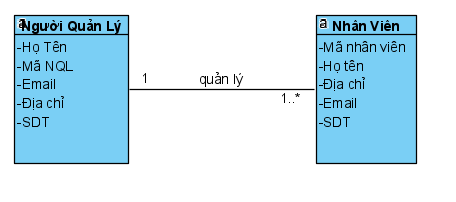 Người Quản Lý
-Họ Tên
-Mã NQL
-Email
-Địa chỉ
-SDT
1
quản lý
1..*
Nhân Viên
-Mã nhân viên
-Họ tên
-Địa chỉ
-Email
-SDT